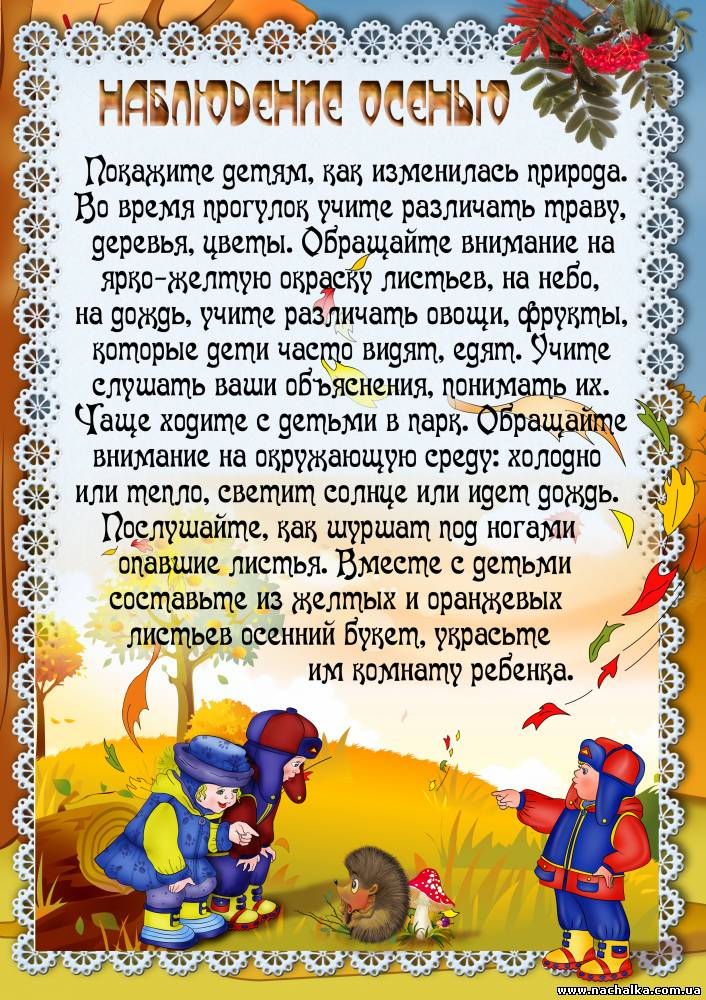 НАБЛЮДЕНИЕ ОСЕНЬЮ
Покажите детям, как изменилась природа.
Во время прогулок учите различать траву,
деревья, цветы. Обращайте внимание на
ярко-желтую окраску листьев, на небо,
на дождь, учите различать овощи, фрукты,
которые дети часто видят, едят. Учите
слушать ваши объяснения, понимать их.
Чаще ходите с детьми в парк. Обращайте
внимание на окружающую среду: холодно
или тепло, светит солнце или идет дождь.
Послушайте, как шуршат под ногами
опавшие листья. Вместе с детьми
составьте из желтых и оранжевых
листьев осенний букет, украсьте
им комнату ребенка.
www.nachalka.com.ua